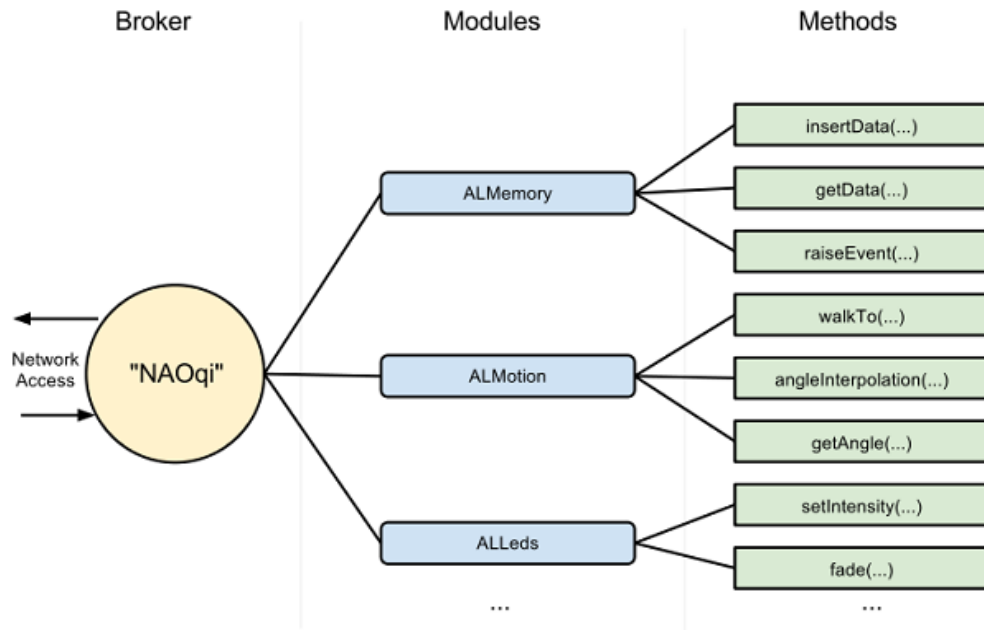 Broker
Modules
Methods
insertData(...)
ALMemory
getData(...)
raiseEvent(...)
walkTo(...)
Network
Access
"NAOqi"
ALMotion
angleInterpolation(...)
getAngle(...)
setIntensity(...)
ALLeds
fade(...)
...
...